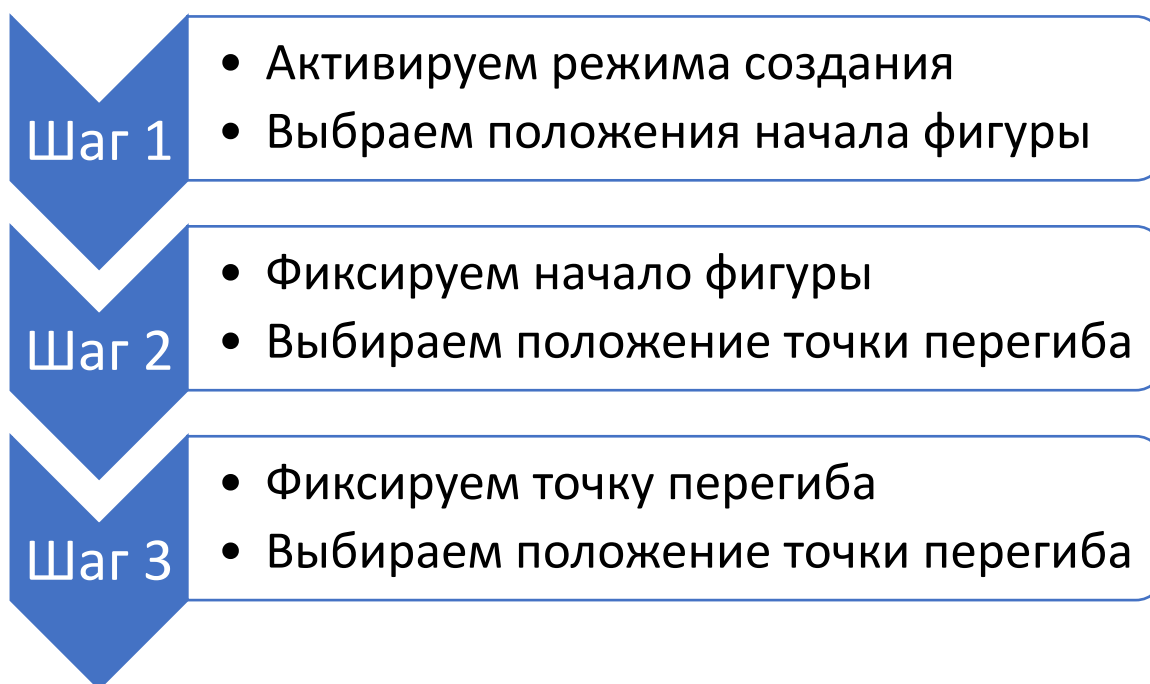 Шаг 1
• Активируем режима создания
• Выбраем положения начала фигуры
Шаг 2
• Фиксируем начало фигуры
• Выбираем положение точки перегиба
Шаг 3
• Фиксируем точку перегиба
• Выбираем положение точки перегиба